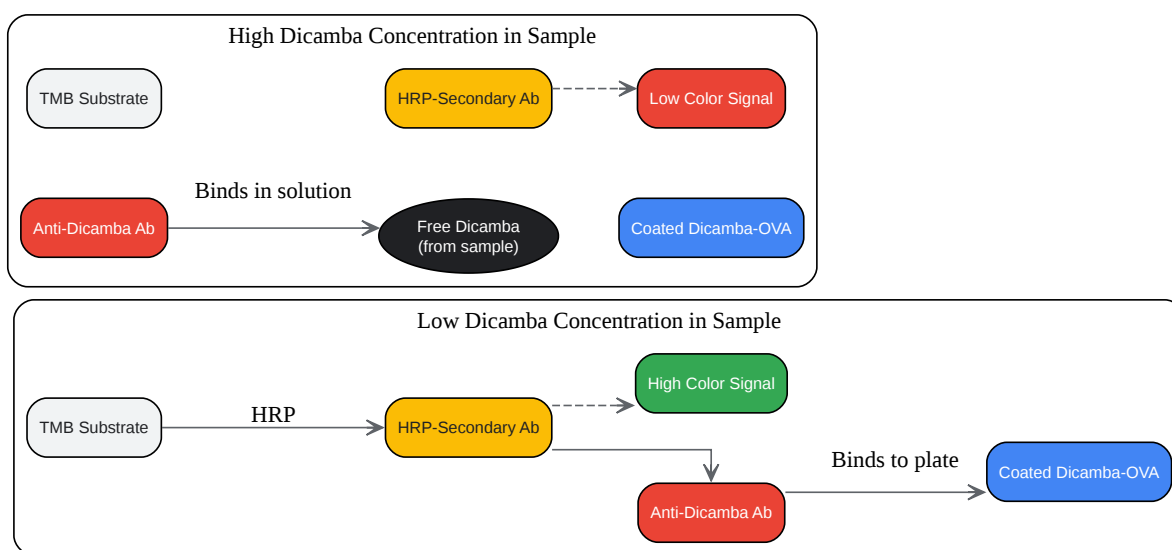 High Dicamba Concentration in Sample
TMB Substrate
HRP-Secondary Ab
Low Color Signal
Binds in solution
Anti-Dicamba Ab
Free Dicamba
(from sample)
Coated Dicamba-OVA
Low Dicamba Concentration in Sample
High Color Signal
TMB Substrate
HRP
HRP-Secondary Ab
Binds to plate
Coated Dicamba-OVA
Anti-Dicamba Ab